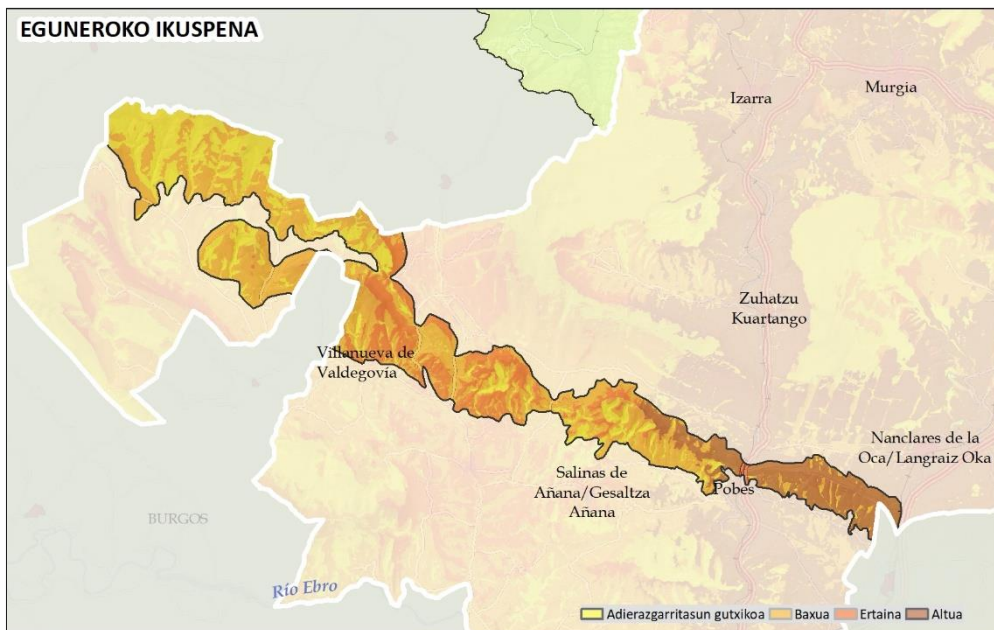 EGUNEROKO IKUSPENA
Izarra
Murgia
Zuhatzu
Kuartango
Villanueva de
Valdegovía
Nanclares de la
Oca/Langraiz Oka
Salinas de
Añana/Gesaltza
Añana
Pobes
BURGOS
Río Ebro
Adierazgarritasun gutxikoa
Baxua
Ertaina
Altua